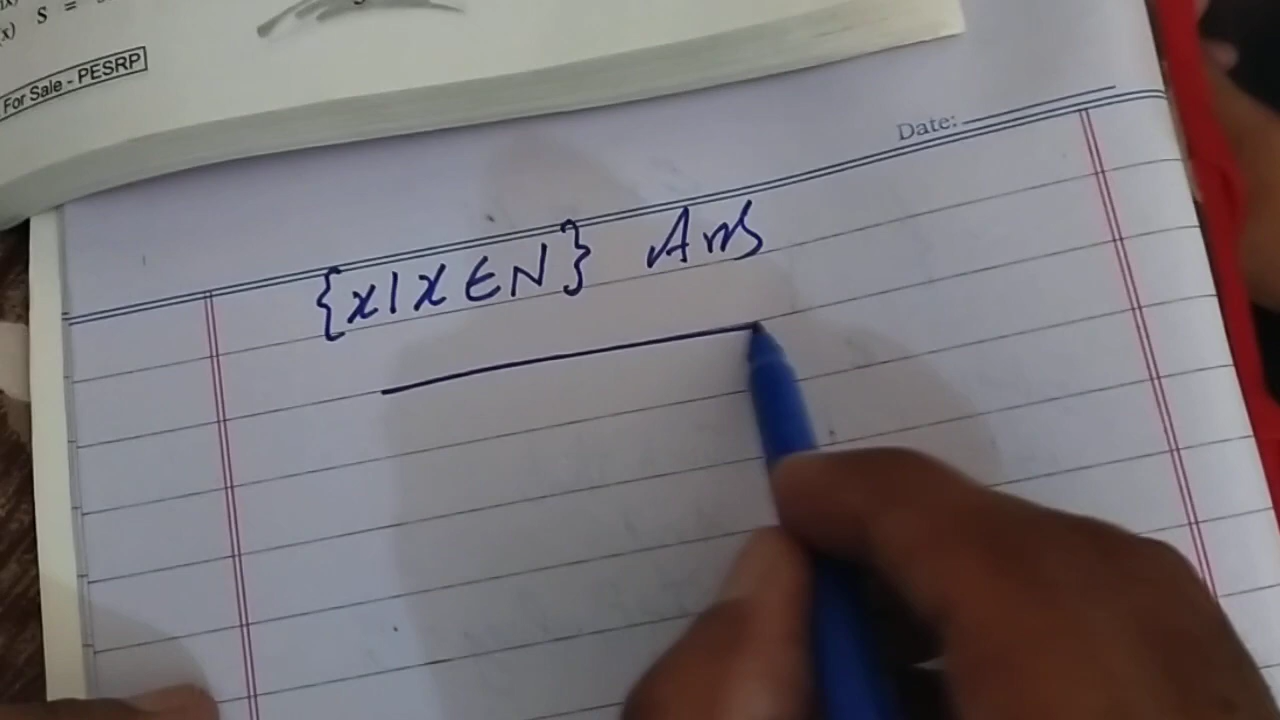 (x) S =
For Sale - PESRP
Date:
{x|x∈N} Ans